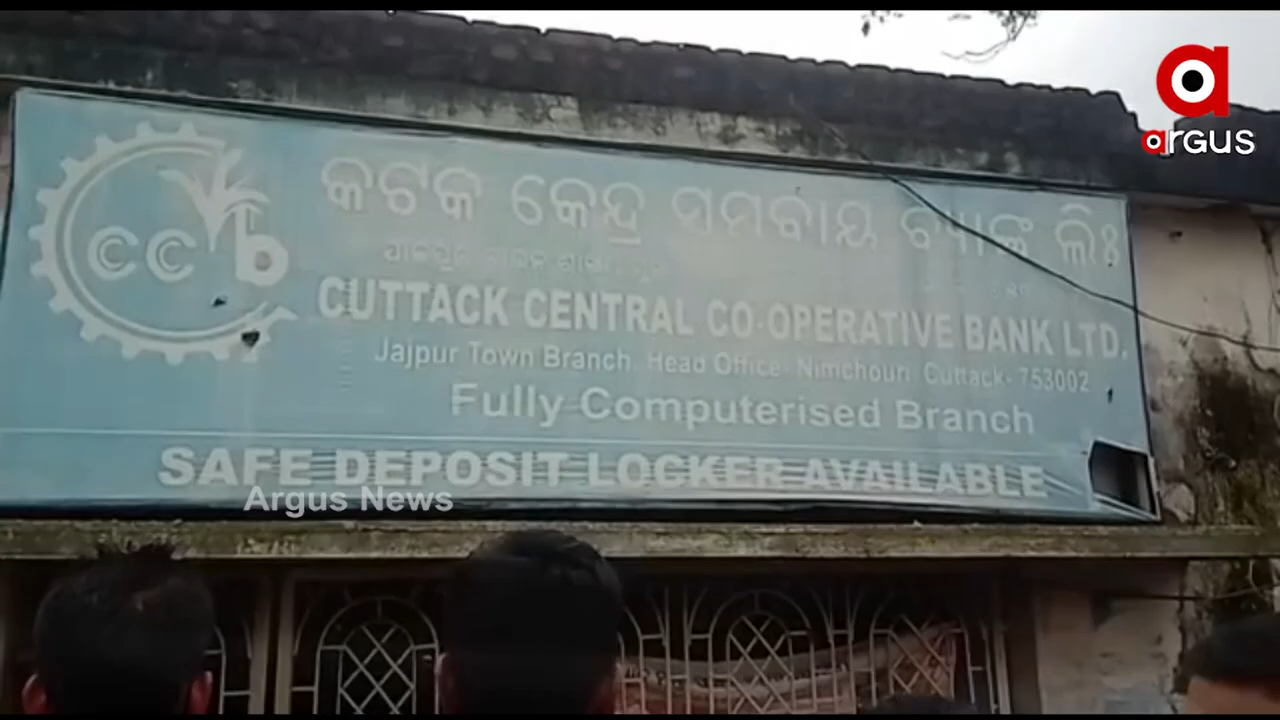 ccb
କଟକ କେନ୍ଦ୍ର ସମବାୟ ବ୍ୟାଙ୍କ ଲିଃ
CUTTACK CENTRAL CO-OPERATIVE BANK LTD.
Jajpur Town Branch, Head Office- Nimchouri Cuttack- 753002
Fully Computerised Branch
SAFE DEPOSIT LOCKER AVAILABLE
Argus News
a
arGUS